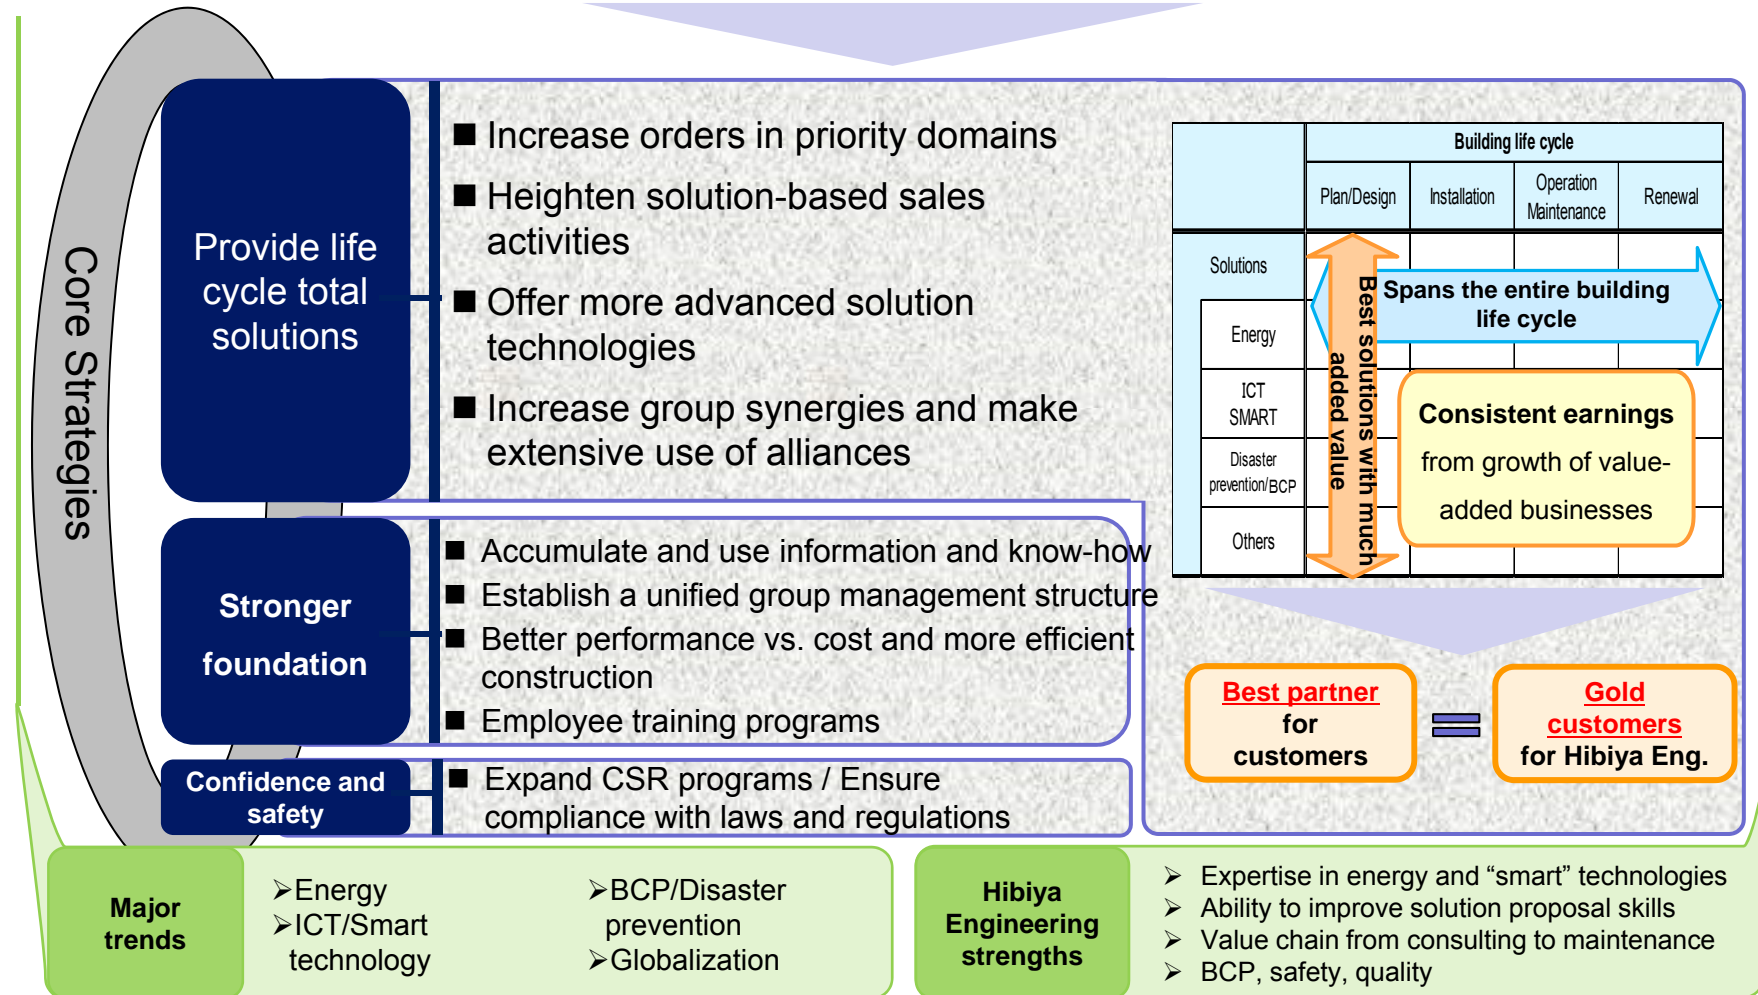 Core Strategies
Provide life
cycle total
solutions
■ Increase orders in priority domains
■ Heighten solution-based sales
activities
■ Offer more advanced solution
technologies
■ Increase group synergies and make
extensive use of alliances
Stronger
foundation
■ Accumulate and use information and know-how
■ Establish a unified group management structure
■ Better performance vs. cost and more efficient
construction
■ Employee training programs
Confidence and
safety
■ Expand CSR programs / Ensure
compliance with laws and regulations
Building life cycle
Plan/Design
Installation
Operation
Maintenance
Renewal
Solutions
Energy
ICT
SMART
Disaster
prevention/BCP
Others
Best solutions with much
added value
Spans the entire building
life cycle
Consistent earnings
from growth of value-
added businesses
Best partner
for
customers
Gold
customers
for Hibiya Eng.
Major
trends
➢Energy
➢ICT/Smart
technology
➢BCP/Disaster
prevention
➢Globalization
Hibiya
Engineering
strengths
➢ Expertise in energy and “smart” technologies
➢ Ability to improve solution proposal skills
➢ Value chain from consulting to maintenance
➢ BCP, safety, quality